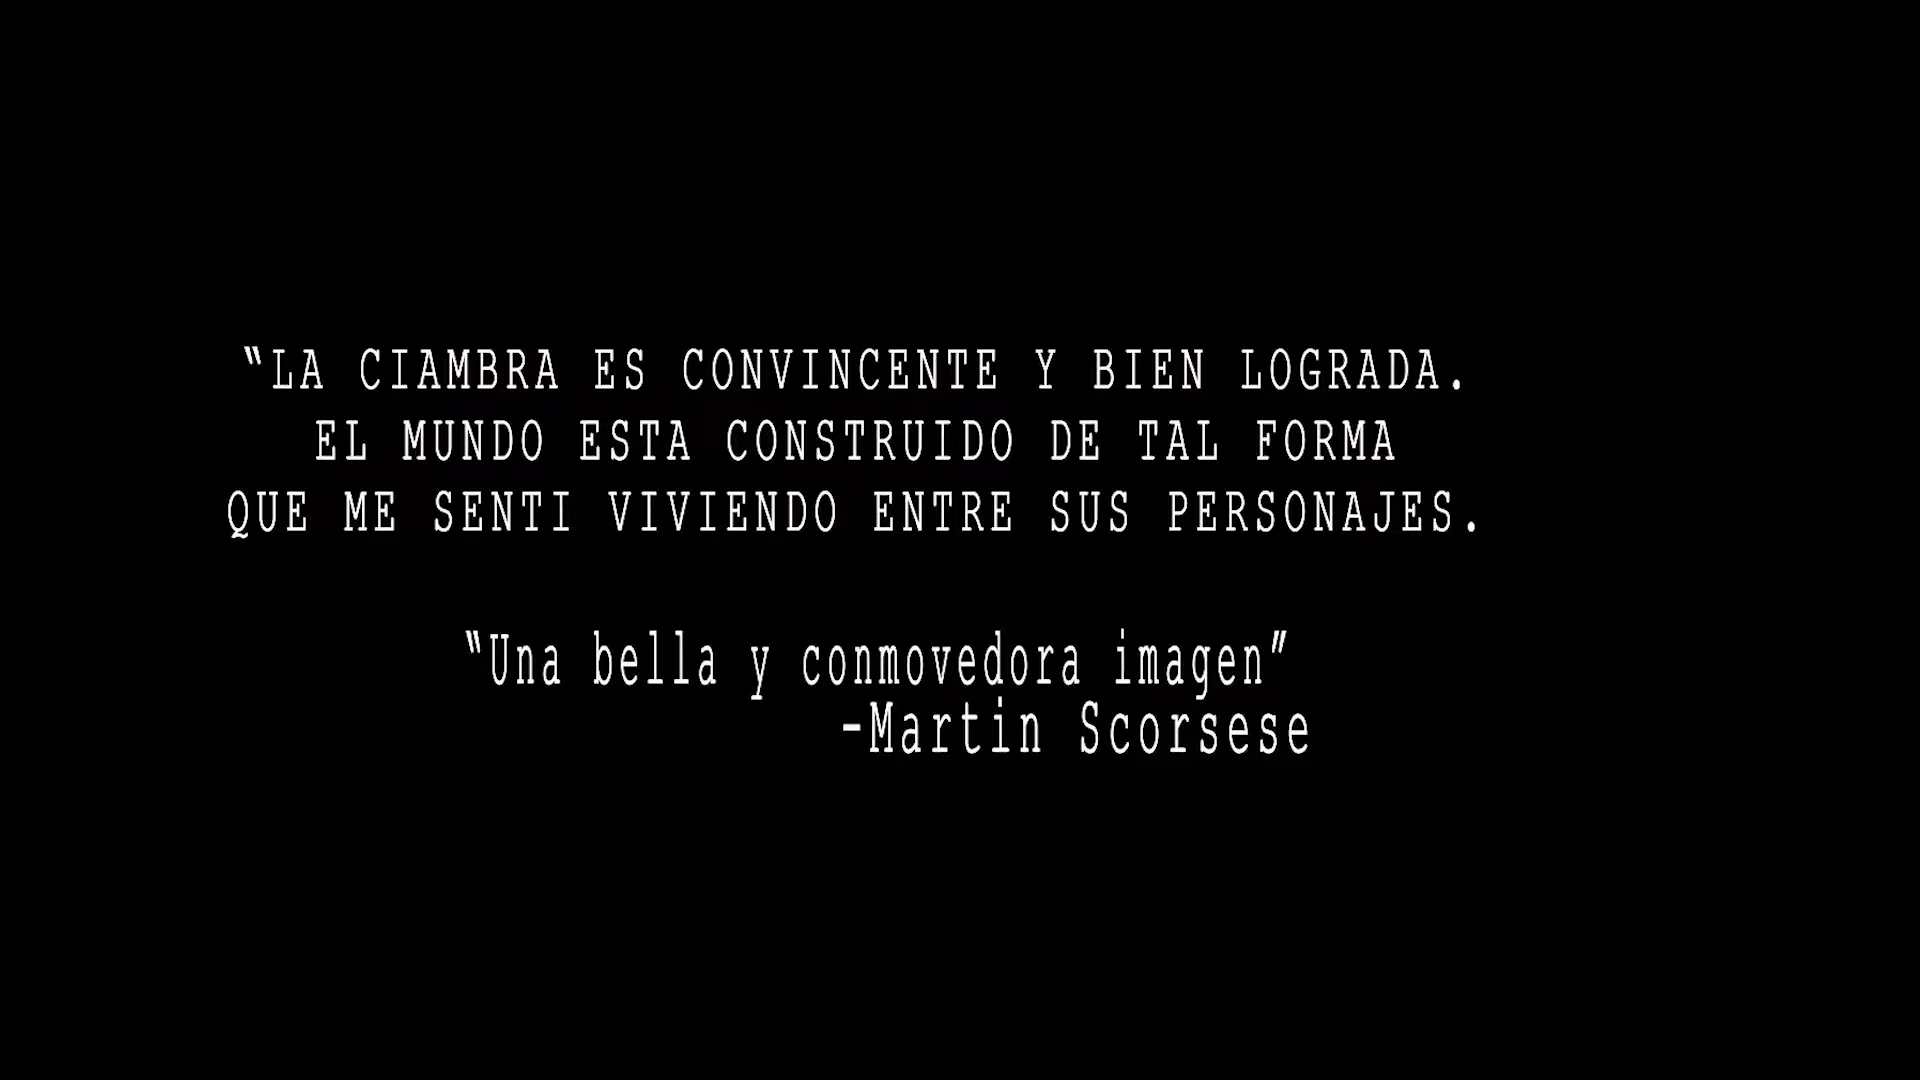 “LA CIAMBRA ES CONVINCENTE Y BIEN LOGRADA.
EL MUNDO ESTA CONSTRUIDO DE TAL FORMA
QUE ME SENTI VIVIENDO ENTRE SUS PERSONAJES.
“Una bella y conmovedora imagen”
-Martin Scorsese